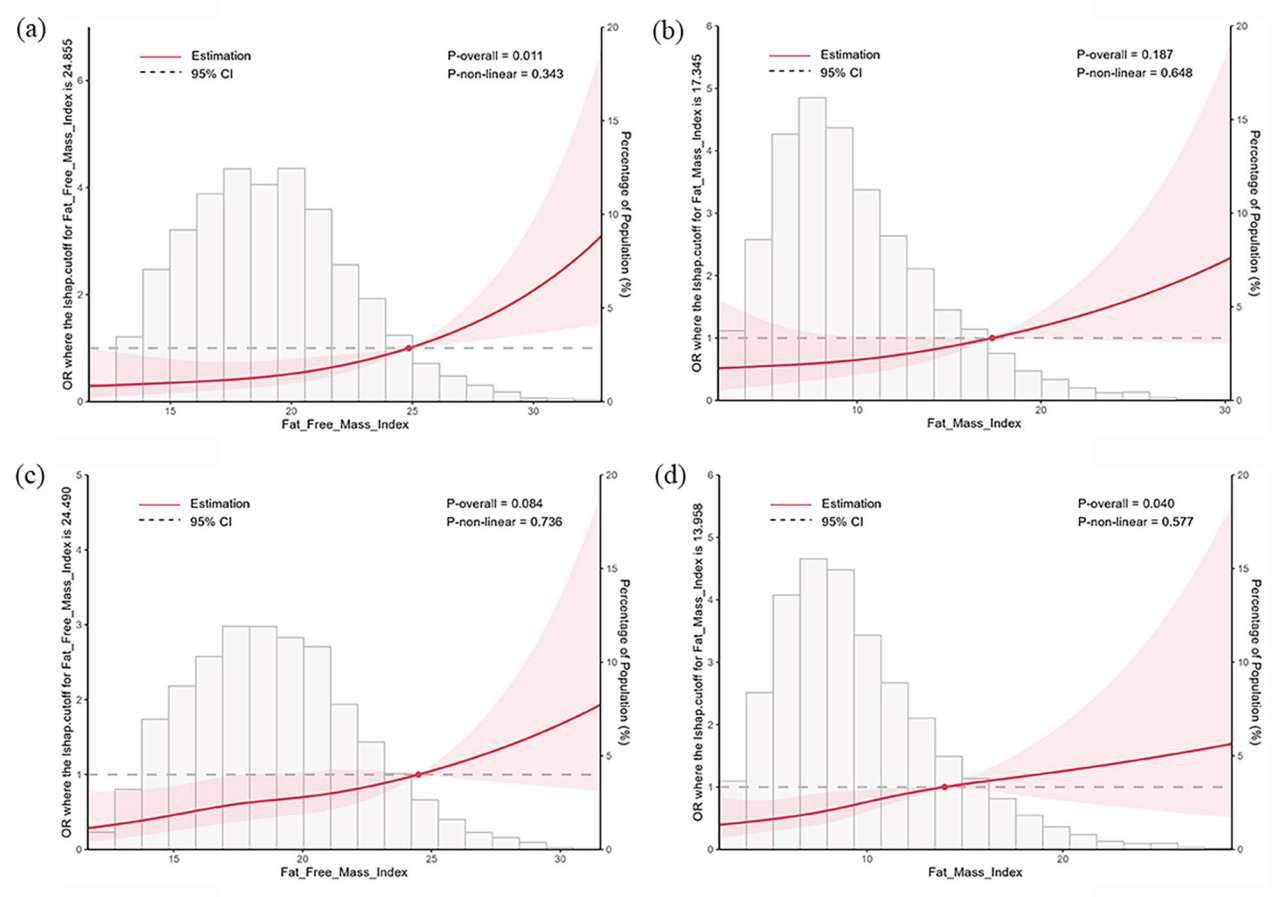 (a)
OR where the lshap.cutoff for Fat_Free_Mass_Index is 24.855
Estimation
95% CI
P-overall = 0.011
P-non-linear = 0.343
0
2
4
6
15
20
25
30
0
5
10
15
20
Fat_Free_Mass_Index
Percentage of Population (%)
(b)
OR where the lshap.cutoff for Fat_Mass_Index is 17.345
Estimation
95% CI
P-overall = 0.187
P-non-linear = 0.648
0
1
2
3
4
5
6
10
20
30
0
5
10
15
20
Fat_Mass_Index
Percentage of Population (%)
(c)
OR where the lshap.cutoff for Fat_Free_Mass_Index is 24.490
Estimation
95% CI
P-overall = 0.084
P-non-linear = 0.736
0
1
2
3
4
5
15
20
25
30
0
5
10
15
20
Fat_Free_Mass_Index
Percentage of Population (%)
(d)
OR where the lshap.cutoff for Fat_Mass_Index is 13.958
Estimation
95% CI
P-overall = 0.040
P-non-linear = 0.577
0
1
2
3
4
5
6
10
20
0
5
10
15
20
Fat_Mass_Index
Percentage of Population (%)